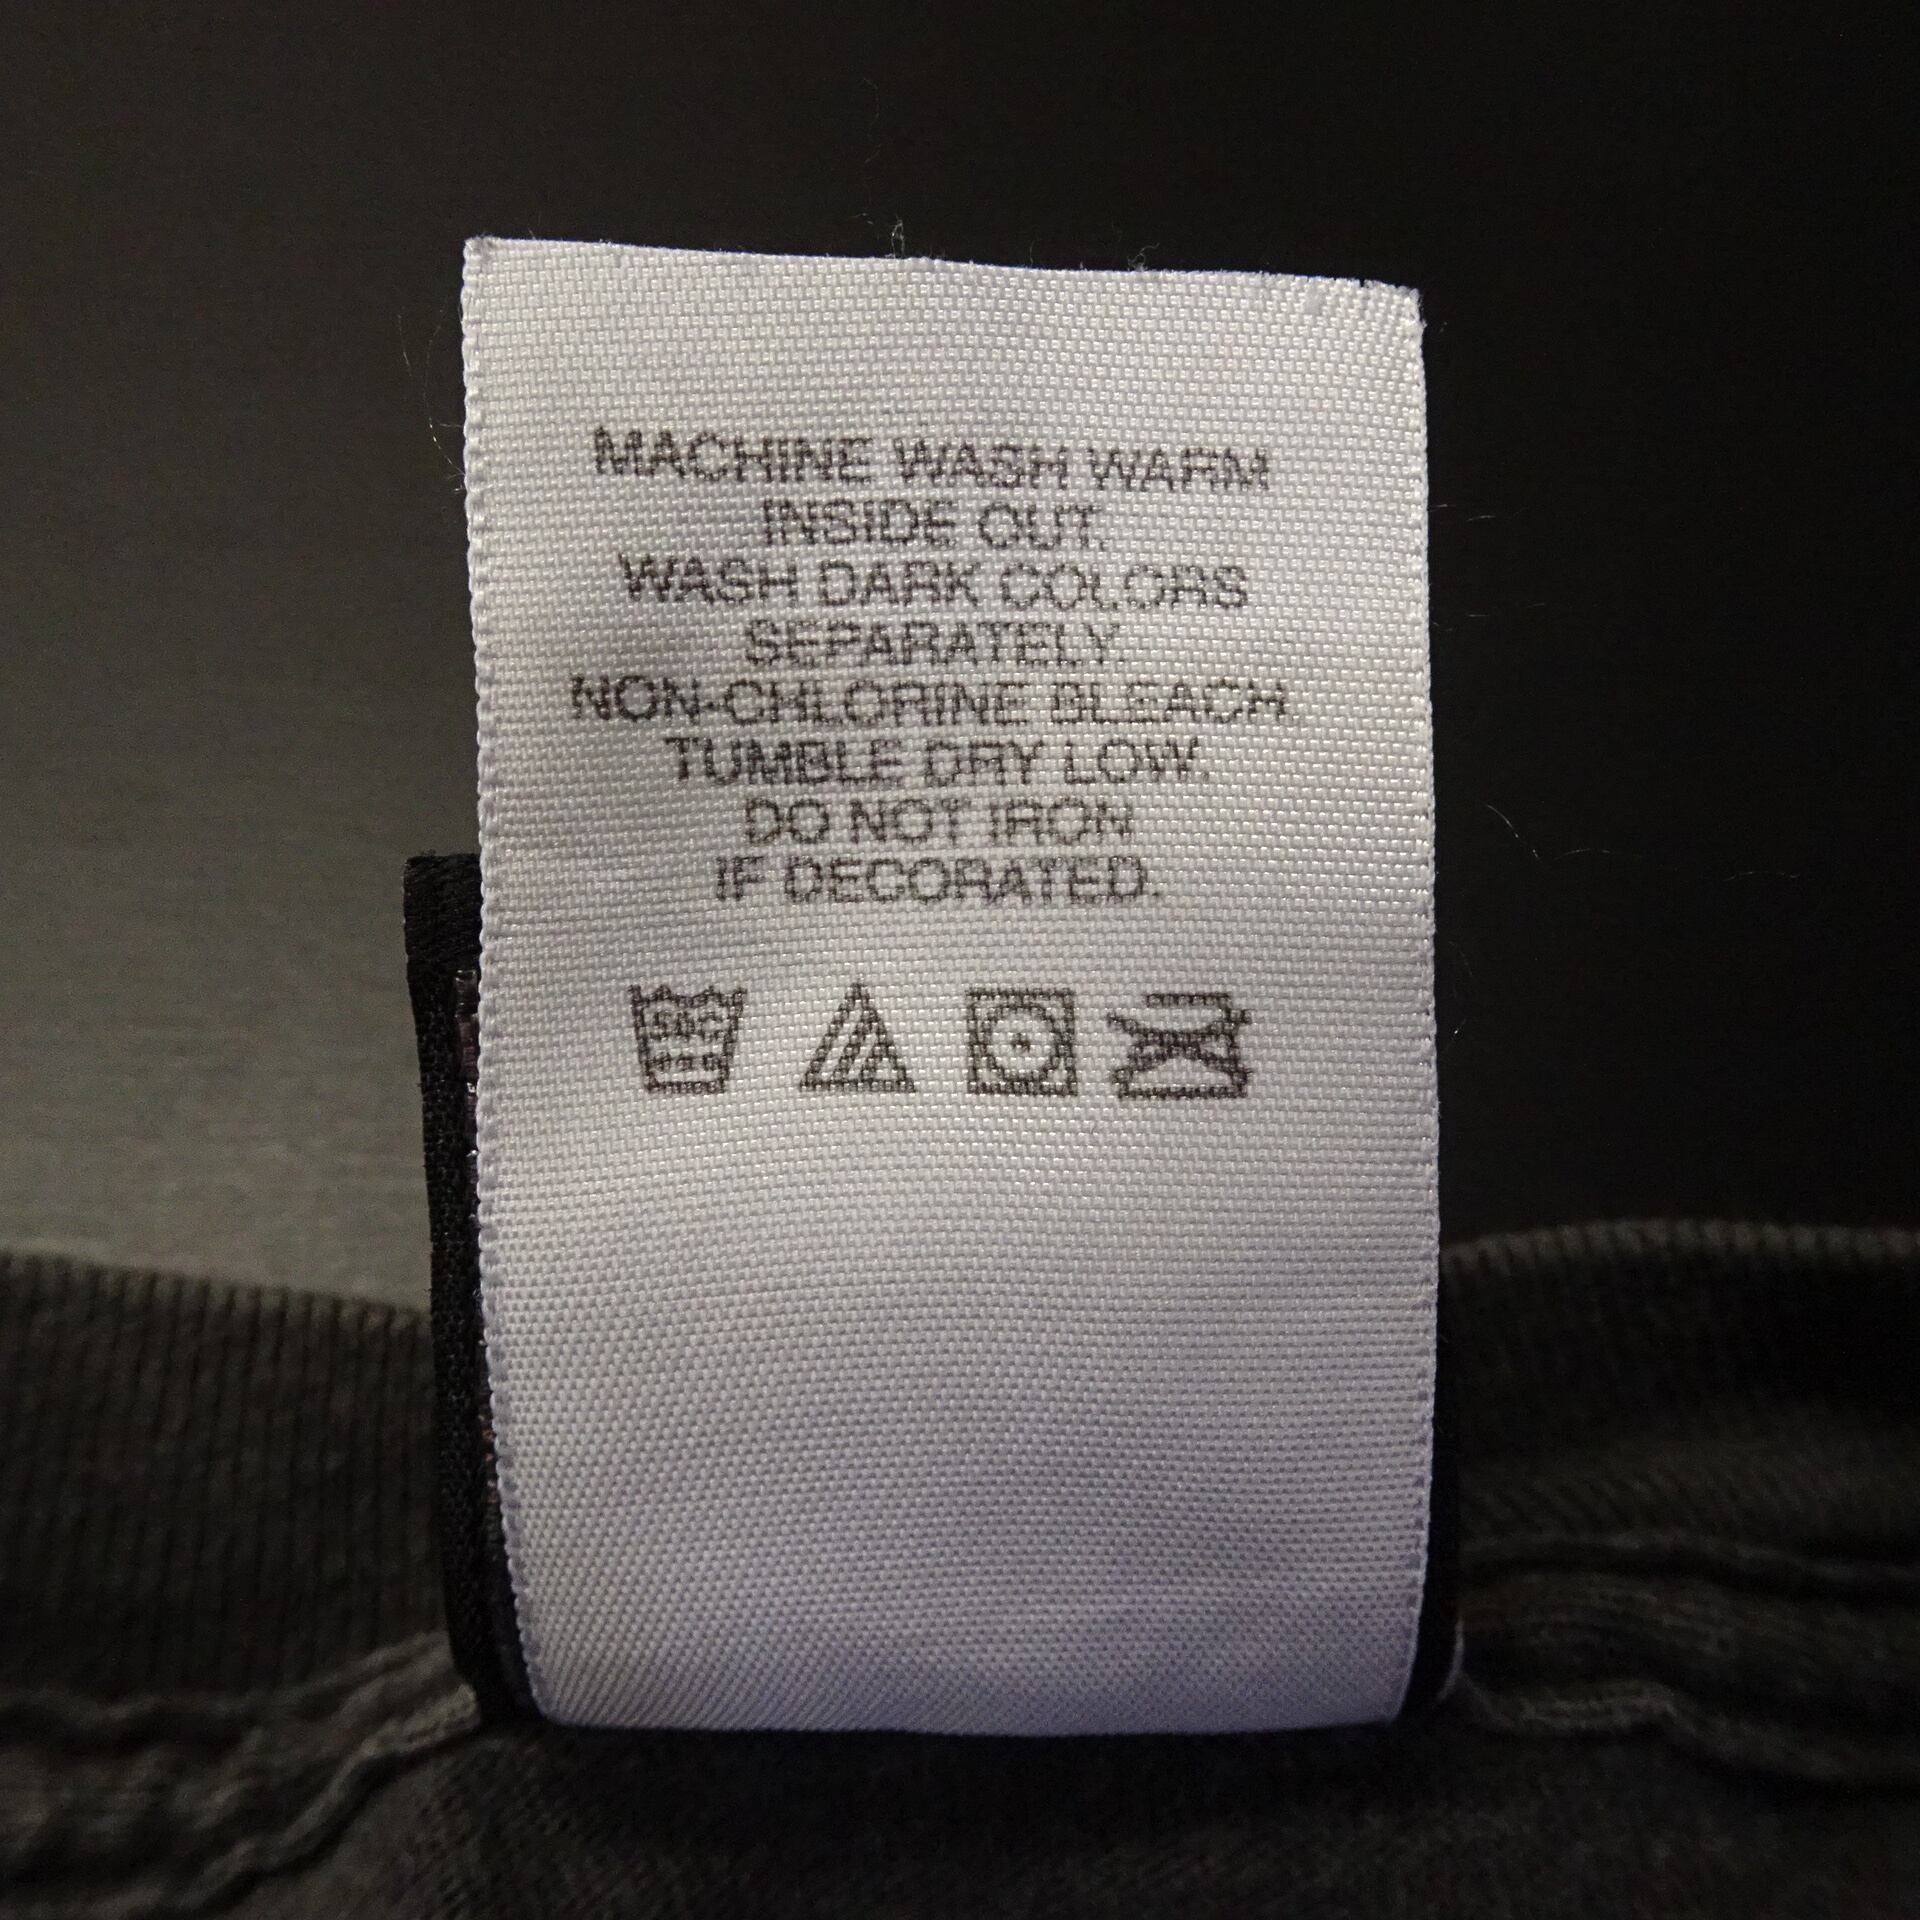 MACHINE WASH WARM
INSIDE OUT.
WASH DARK COLORS
SEPARATELY.
NON-CHLORINE BLEACH.
TUMBLE DRY LOW.
DO NOT IRON
IF DECORATED.
50C